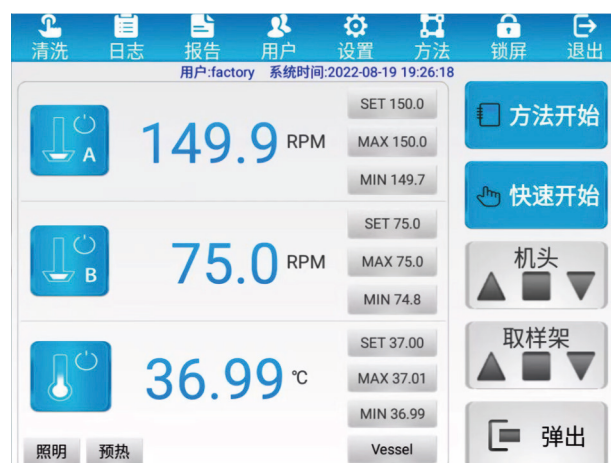 清洗 日志 报告 用户 设置 方法 锁屏 退出
用户:factory 系统时间:2022-08-19 19:26:18
A 149.9 RPM
SET 150.0
MAX 150.0
MIN 149.7
B 75.0 RPM
SET 75.0
MAX 75.0
MIN 74.8
36.99 ℃
SET 37.00
MAX 37.01
MIN 36.99
照明 预热 Vessel
方法开始
快速开始
机头
取样架
弹出